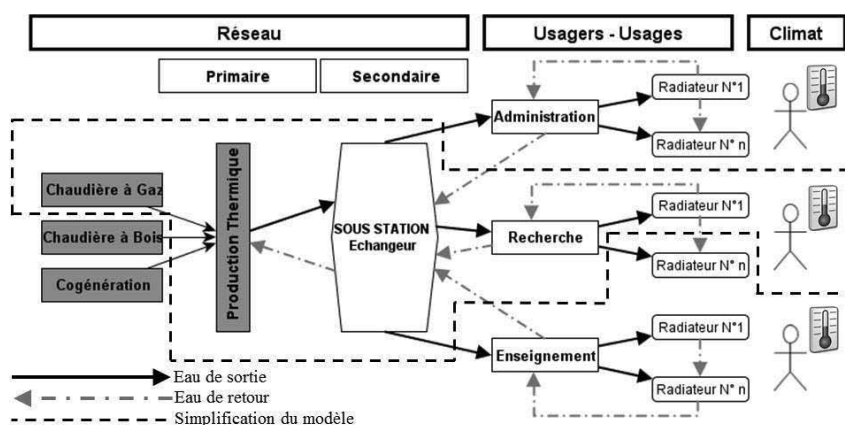 Réseau
Usagers - Usages
Climat
Primaire
Secondaire
Radiateur N°1
Administration
Radiateur N° n
Chaudière à Gaz
Chaudière à Bois
Cogénération
Production Thermique
SOUS STATION
Echangeur
Radiateur N°1
Recherche
Radiateur N° n
Radiateur N°1
Enseignement
Radiateur N° n
Eau de sortie
Eau de retour
Simplification du modèle